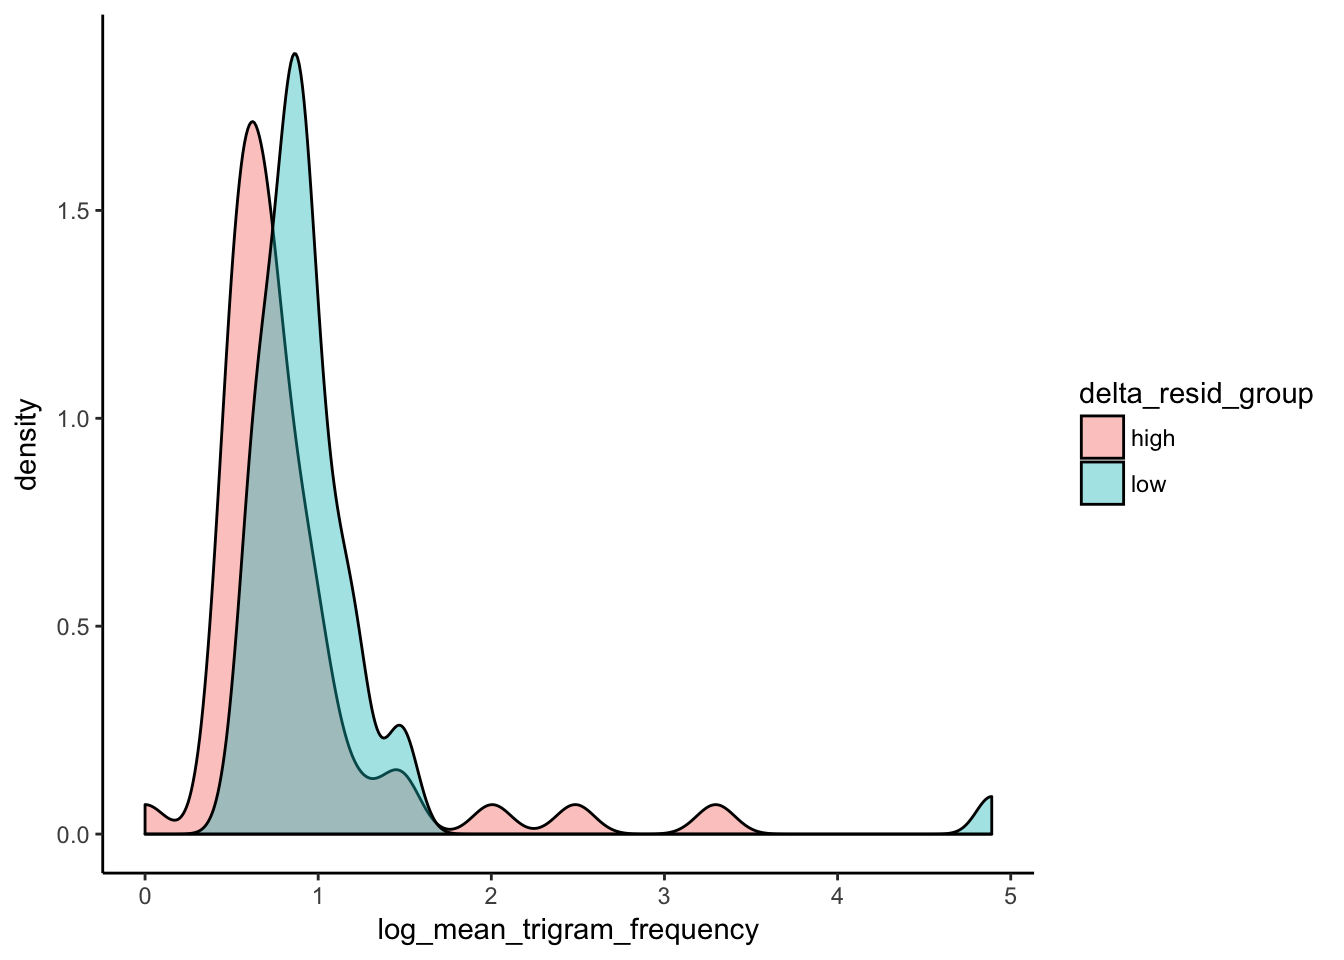 1.5
1.0
0.5
0.0
density
0 1 2 3 4 5
log_mean_trigram_frequency
delta_resid_group
high
low